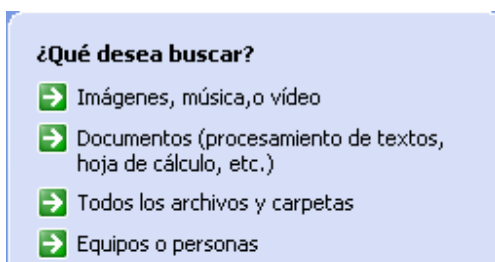 ¿Qué desea buscar?
Imágenes, música,o vídeo
Documentos (procesamiento de textos,
hoja de cálculo, etc.)
Todos los archivos y carpetas
Equipos o personas